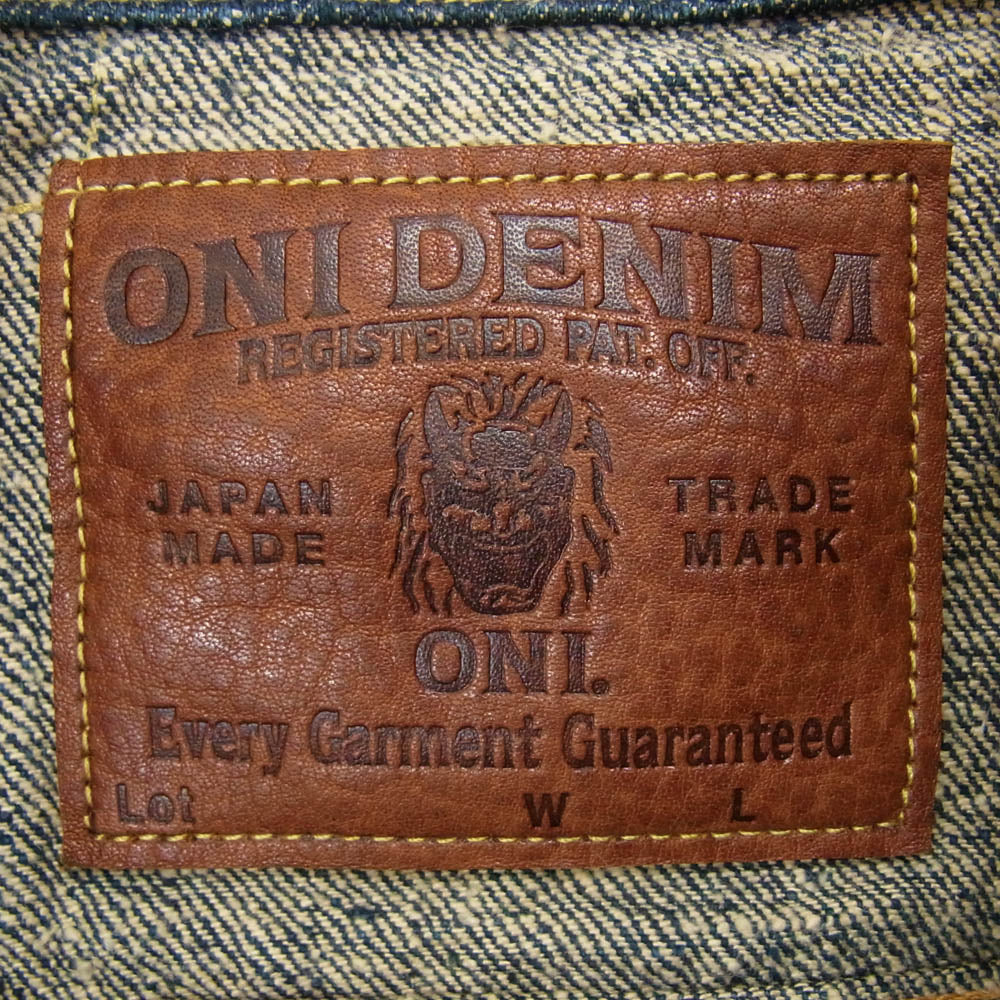 ONI DENIM
REGISTERED PAT. OFF.
JAPAN
MADE
TRADE
MARK
ONI.
Every Garment Guaranteed
Lot W L